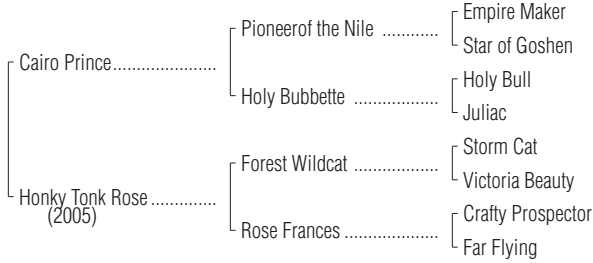 Empire Maker
Pioneerof the Nile ............
Star of Goshen
Cairo Prince......................
Holy Bull
Holy Bubbette ..................
Juliac
Storm Cat
Forest Wildcat ..................
Victoria Beauty
Honky Tonk Rose ..............
(2005)
Crafty Prospector
Rose Frances ....................
Far Flying